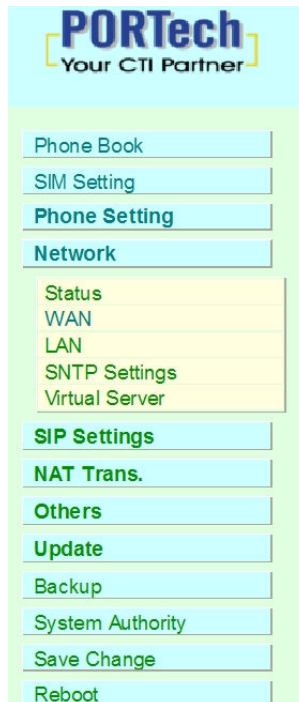 PORTech
Your CTI Partner
Phone Book
SIM Setting
Phone Setting
Network
Status
WAN
LAN
SNTP Settings
Virtual Server
SIP Settings
NAT Trans.
Others
Update
Backup
System Authority
Save Change
Reboot